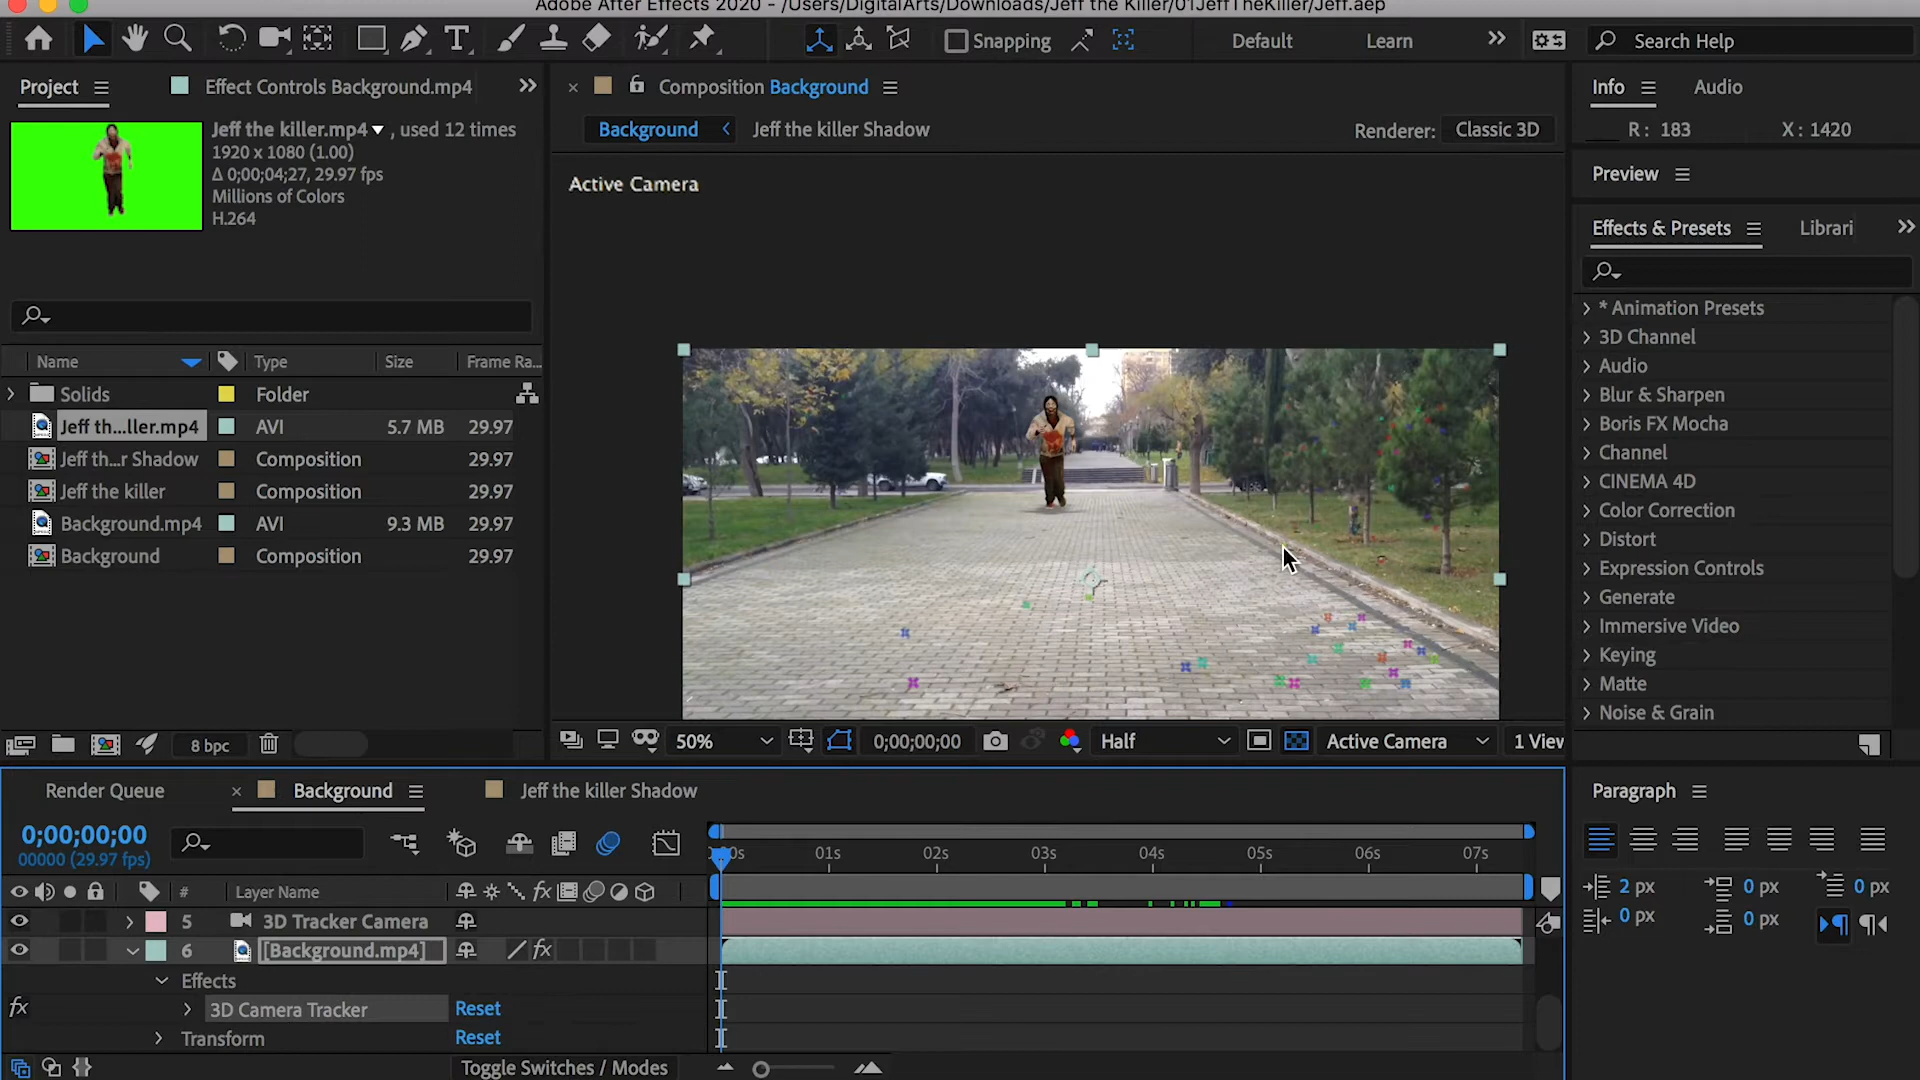 Adobe After Effects 2020 - /Users/DigitalArts/Downloads/Jeff the Killer/01JeffTheKiller/Jeff.aep
Snapping
Default
Learn
Search Help
Project
Effect Controls Background.mp4
Composition Background
Info
Audio
Jeff the killer.mp4 , used 12 times
1920 x 1080 (1.00)
Δ 0;00;04;27, 29.97 fps
Millions of Colors
H.264
Background
Jeff the killer Shadow
Renderer: Classic 3D
R: 183
X: 1420
Active Camera
Preview
Effects & Presets
Librari
Name
Type
Size
Frame Ra...
Solids Folder
Jeff th...ller.mp4 AVI 5.7 MB 29.97
Jeff th...r Shadow Composition 29.97
Jeff the killer Composition 29.97
Background.mp4 AVI 9.3 MB 29.97
Background Composition 29.97
* Animation Presets
3D Channel
Audio
Blur & Sharpen
Boris FX Mocha
Channel
CINEMA 4D
Color Correction
Distort
Expression Controls
Generate
Immersive Video
Keying
Matte
Noise & Grain
8 bpc
50%
0;00;00;00
Half
Active Camera
1 View
Render Queue
Background
Jeff the killer Shadow
Paragraph
0;00;00;00
00000 (29.97 fps)
01s 02s 03s 04s 05s 06s 07s
# Layer Name
fx
5 3D Tracker Camera
6 [Background.mp4]
fx
Effects
fx 3D Camera Tracker Reset
Transform Reset
Toggle Switches / Modes
2 px 0 px 0 px
0 px 0 px